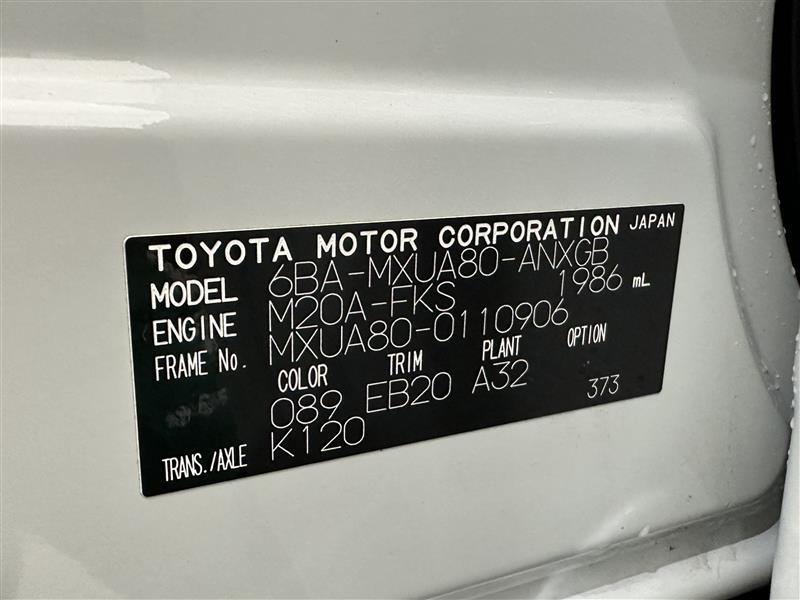 TOYOTA MOTOR CORPORATION JAPAN
MODEL 6BA-MXUA80-ANXGB
ENGINE M20A-FKS 1986 mL
FRAME No. MXUA80-0110906
COLOR TRIM PLANT OPTION
089 EB20 A32 373
TRANS./AXLE K120